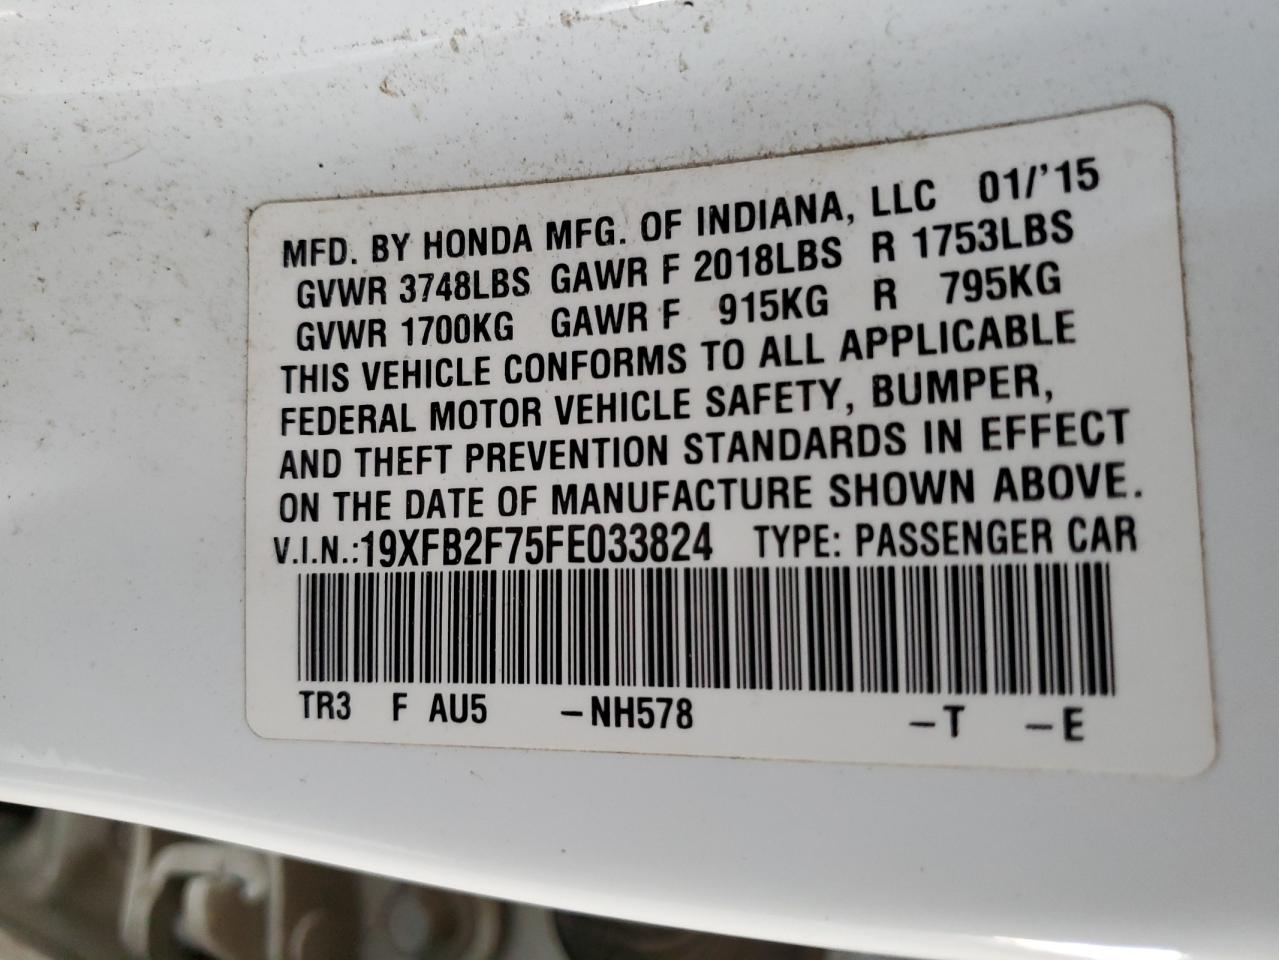 MFD. BY HONDA MFG. OF INDIANA, LLC 01/'15
GVWR 3748LBS GAWR F 2018LBS R 1753LBS
GVWR 1700KG GAWR F 915KG R 795KG
THIS VEHICLE CONFORMS TO ALL APPLICABLE
FEDERAL MOTOR VEHICLE SAFETY, BUMPER,
AND THEFT PREVENTION STANDARDS IN EFFECT
ON THE DATE OF MANUFACTURE SHOWN ABOVE.
V.I.N.:19XFB2F75FE033824 TYPE: PASSENGER CAR
TR3 F AU5 –NH578 –T –E